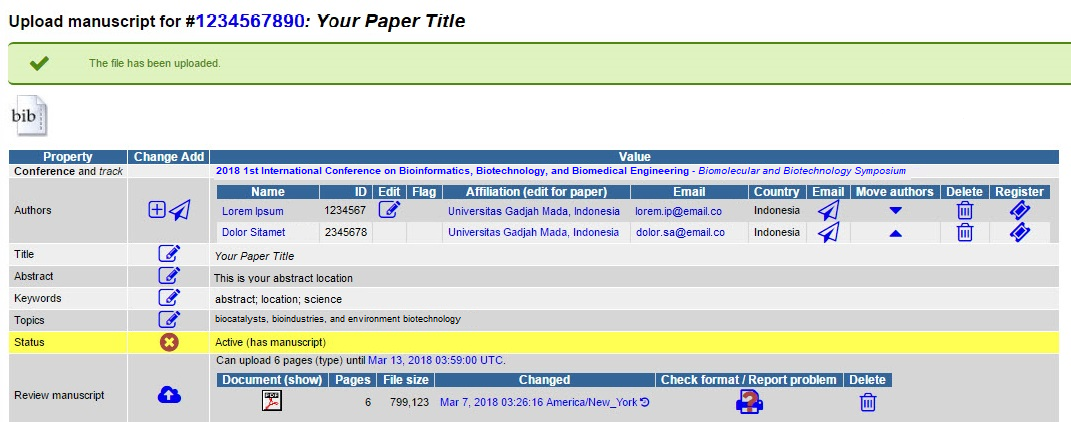 Upload manuscript for #1234567890: Your Paper Title
The file has been uploaded.
bib
Property Change Add Value
Conference and track 2018 1st International Conference on Bioinformatics, Biotechnology, and Biomedical Engineering - Biomolecular and Biotechnology Symposium
Authors
Name ID Edit Flag Affiliation (edit for paper) Email Country Email Move authors Delete Register
Lorem Ipsum 1234567 Universitas Gadjah Mada, Indonesia lorem.ip@email.co Indonesia
Dolor Sitamet 2345678 Universitas Gadjah Mada, Indonesia dolor.sa@email.co Indonesia
Title Your Paper Title
Abstract This is your abstract location
Keywords abstract; location; science
Topics biocatalysts, bioindustries, and environment biotechnology
Status Active (has manuscript)
Review manuscript
Can upload 6 pages (type) until Mar 13, 2018 03:59:00 UTC.
Document (show) Pages File size Changed Check format / Report problem Delete
PDF 6 799,123 Mar 7, 2018 03:26:16 America/New_York ?